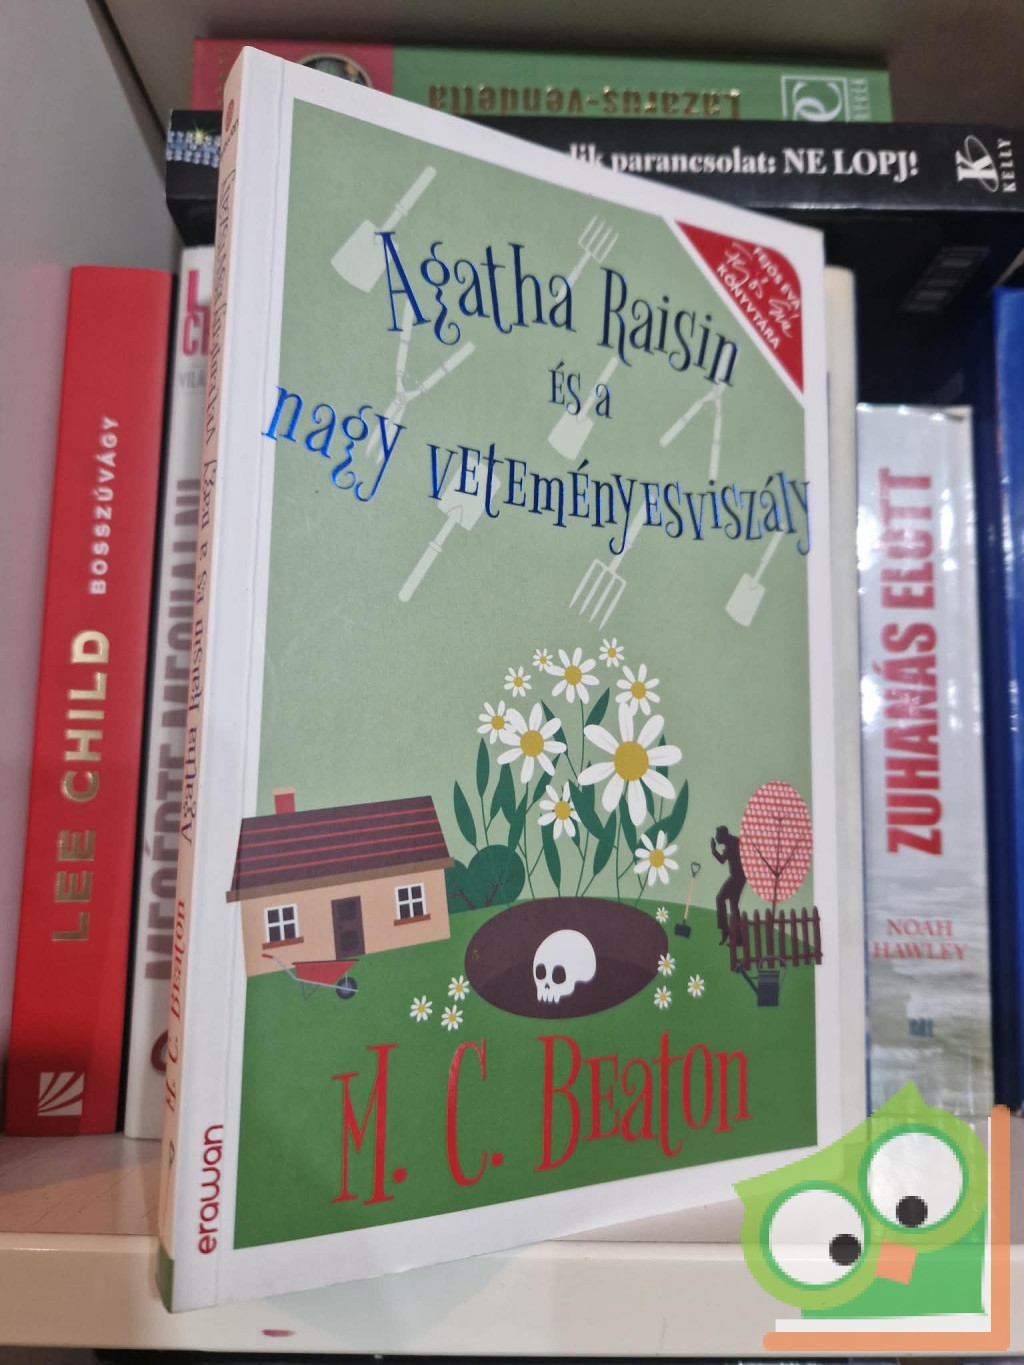 Lazarus-vendetta
parancsolat: NE LOPJ!
KELLY
FEJŐS ÉVA
KÖNYVTÁRA
Agatha Raisin
és a
nagy veteményesviszály
M. C. Beaton
M. C. Beaton Agatha Raisin és a nagy veteményesviszály
erawan
LEE CHILD BOSSZÚVÁGY
ZUHANÁS ELŐTT
NOAH
HAWLEY